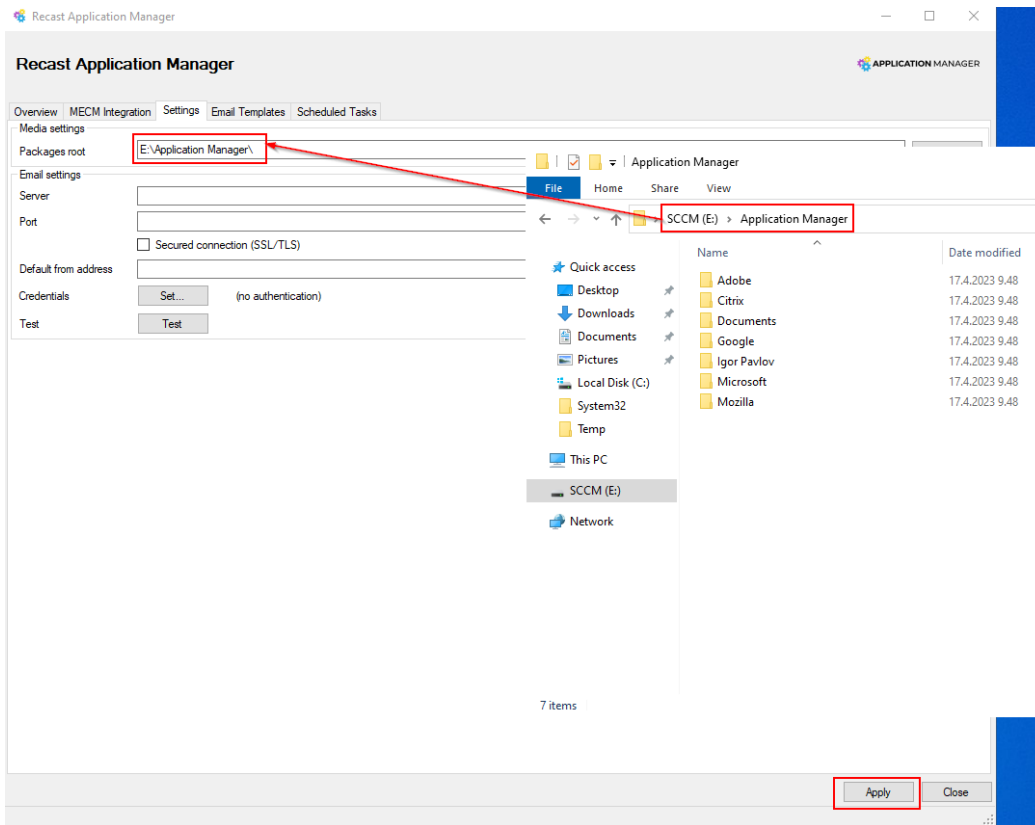 Recast Application Manager
Recast Application Manager
APPLICATION MANAGER
Overview MECM Integration Settings Email Templates Scheduled Tasks
Media settings
Packages root E:\Application Manager\
Email settings
Server
Port
Secured connection (SSL/TLS)
Default from address
Credentials Set... (no authentication)
Test Test
Application Manager
File Home Share View
SCCM (E:) Application Manager
Name Date modified
Quick access
Desktop
Downloads
Documents
Pictures
Local Disk (C:)
System32
Temp
This PC
SCCM (E:)
Network
Adobe 17.4.2023 9.48
Citrix 17.4.2023 9.48
Documents 17.4.2023 9.48
Google 17.4.2023 9.48
Igor Pavlov 17.4.2023 9.48
Microsoft 17.4.2023 9.48
Mozilla 17.4.2023 9.48
7 items
Apply Close